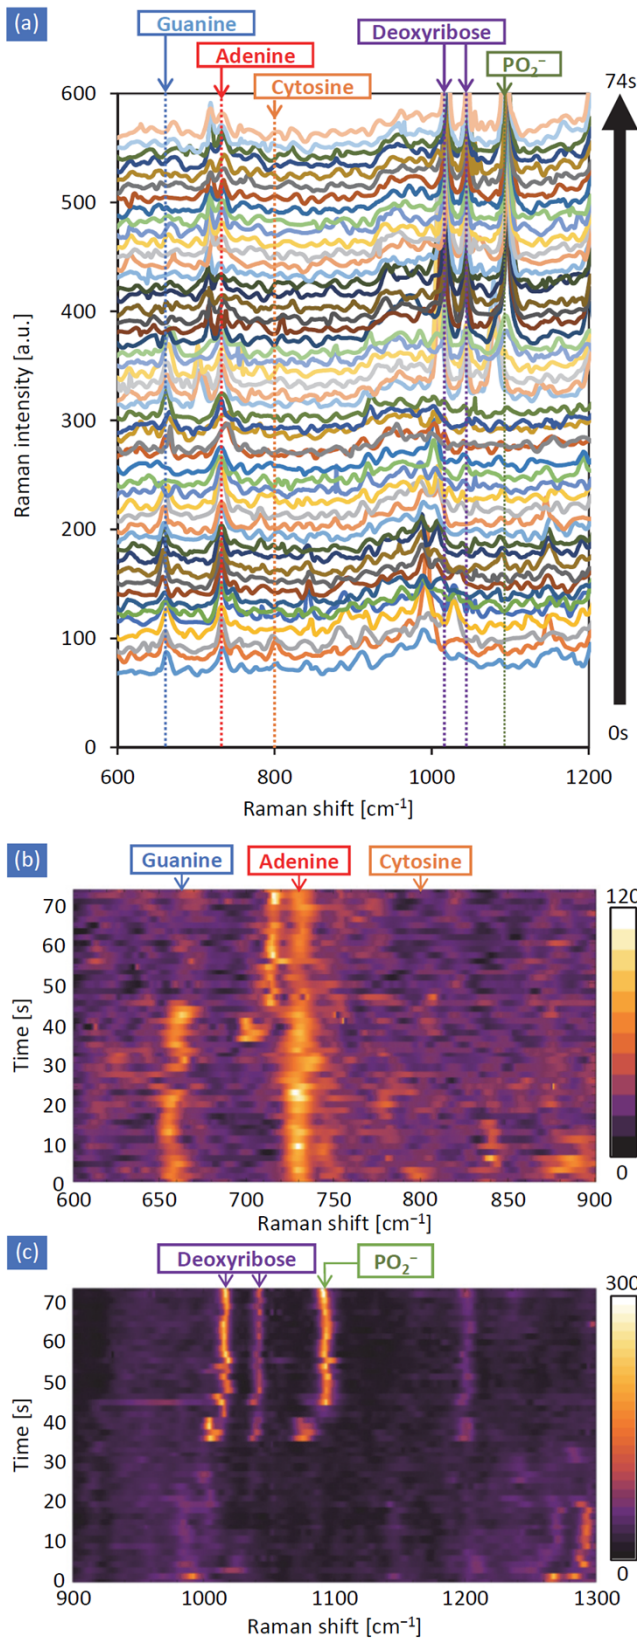 (a)
Guanine
Deoxyribose
Adenine
PO₂⁻
Cytosine
74s
600
500
400
300
200
100
0
Raman intensity [a.u.]
0s
600 800 1000 1200
Raman shift [cm⁻¹]
(b)
Guanine Adenine Cytosine
120
70
60
50
40
30
20
10
0
Time [s]
0
600 650 700 750 800 850 900
Raman shift [cm⁻¹]
(c)
Deoxyribose PO₂⁻
300
70
60
50
40
30
20
10
0
Time [s]
0
900 1000 1100 1200 1300
Raman shift [cm⁻¹]